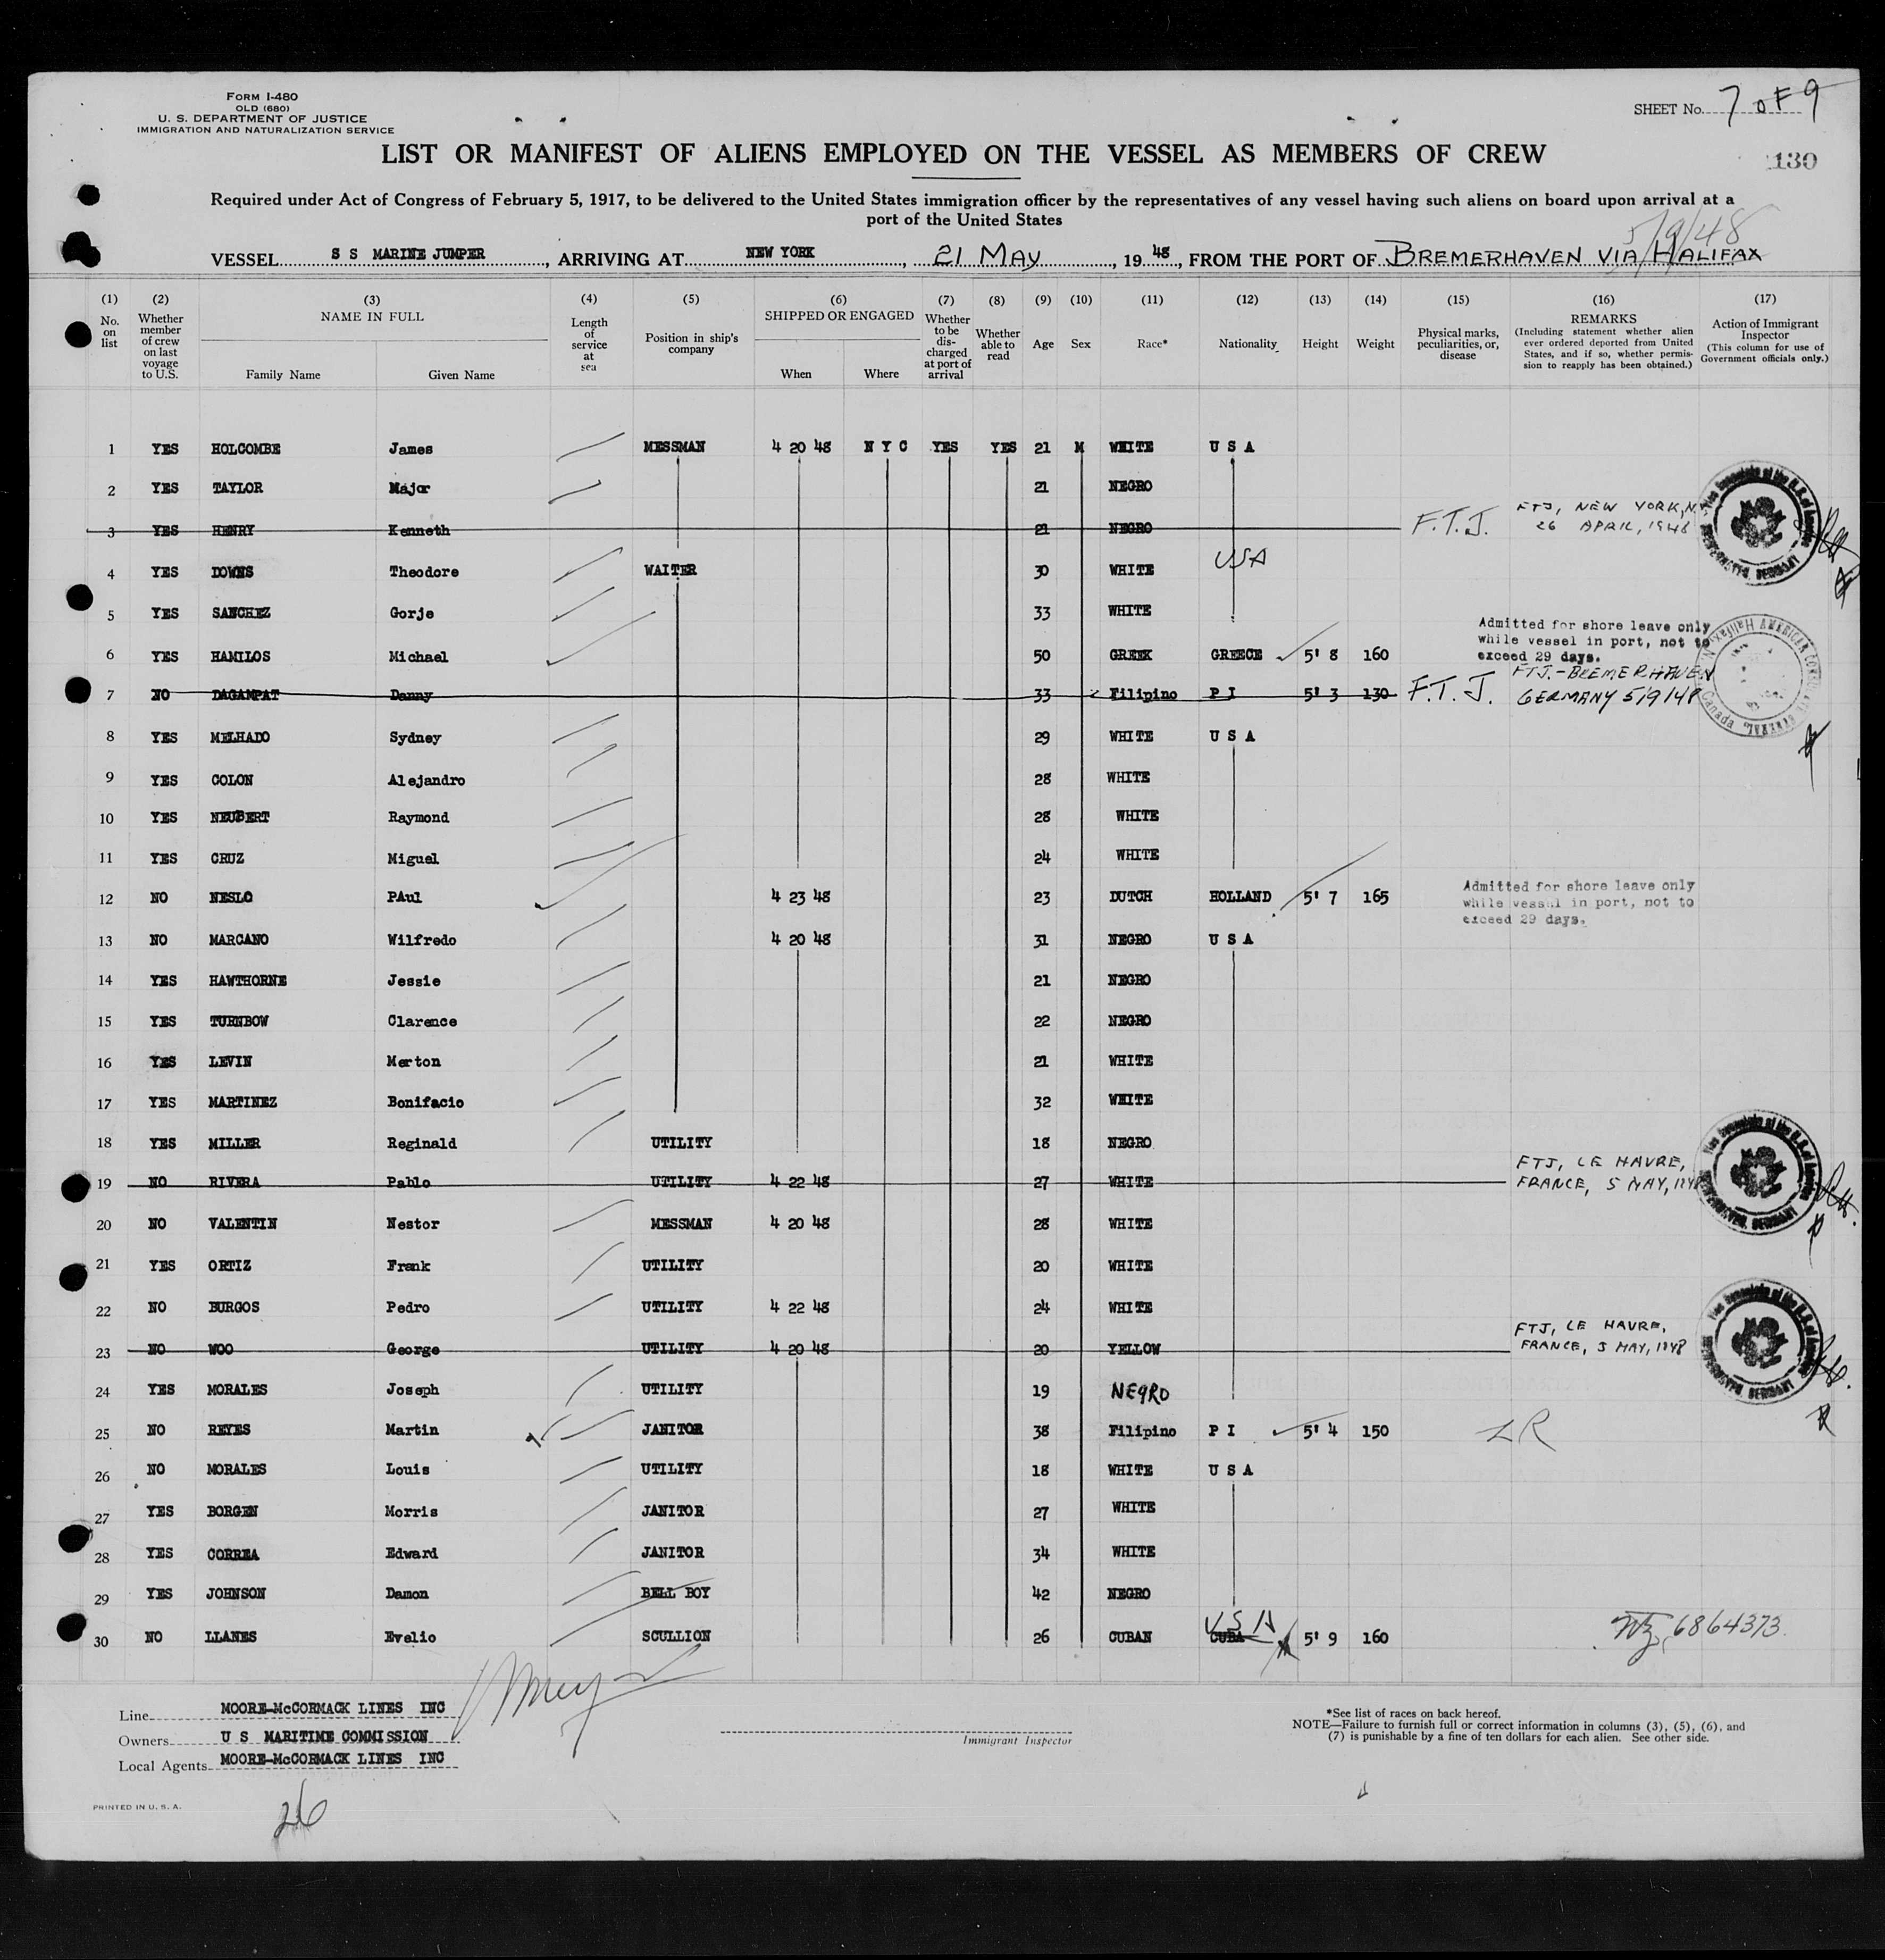 FORM I-480
OLD (680)
U. S. DEPARTMENT OF JUSTICE
IMMIGRATION AND NATURALIZATION SERVICE
SHEET No. 7 OF 9
130
LIST OR MANIFEST OF ALIENS EMPLOYED ON THE VESSEL AS MEMBERS OF CREW
Required under Act of Congress of February 5, 1917, to be delivered to the United States immigration officer by the representatives of any vessel having such aliens on board upon arrival at a
port of the United States
5/9/48
VESSEL S S MARINE JUMPER, ARRIVING AT NEW YORK, 21 MAY, 19 48, FROM THE PORT OF BREMERHAVEN VIA HALIFAX
(1) No. on list
(2) Whether member of crew on last voyage to U.S.
(3) NAME IN FULL
Family Name
Given Name
(4) Length of service at sea
(5) Position in ship's company
(6) SHIPPED OR ENGAGED
When
Where
(7) Whether to be discharged at port of arrival
(8) Whether able to read
(9) Age
(10) Sex
(11) Race*
(12) Nationality
(13) Height
(14) Weight
(15) Physical marks, peculiarities, or, disease
(16) REMARKS (Including statement whether alien ever ordered deported from United States, and if so, whether permission to reapply has been obtained.)
(17) Action of Immigrant Inspector (This column for use of Government officials only.)
1 YES HOLCOMBE James MESSMAN 4 20 48 N Y C YES YES 21 M WHITE U S A
2 YES TAYLOR Major 21 NEGRO
3 YES HENRY Kenneth 21 NEGRO F.T.J. FTJ, NEW YORK, N.
26 APRIL, 1948
4 YES DOWNS Theodore WAITER 30 WHITE USA
5 YES SANCHEZ Gorje 33 WHITE
Admitted for shore leave only
while vessel in port, not to
exceed 29 days.
6 YES HAMILOS Michael 50 GREEK GREECE 5' 8 160
7 NO DAGAMPAT Danny 33 Filipino P I 5' 3 130 F.T.J. FTJ.-BREMERHAVEN
GERMANY 5/9/48
8 YES MELHADO Sydney 29 WHITE U S A
9 YES COLON Alejandro 28 WHITE
10 YES NEUBERT Raymond 28 WHITE
11 YES CRUZ Miguel 24 WHITE
12 NO NESLO PAul 4 23 48 23 DUTCH HOLLAND 5' 7 165 Admitted for shore leave only
while vessel in port, not to
exceed 29 days.
13 NO MARCANO Wilfredo 4 20 48 31 NEGRO U S A
14 YES HAWTHORNE Jessie 21 NEGRO
15 YES TURNBOW Clarence 22 NEGRO
16 YES LEVIN Merton 21 WHITE
17 YES MARTINEZ Bonifacio 32 WHITE
18 YES MILLER Reginald UTILITY 18 NEGRO
19 NO RIVERA Pablo UTILITY 4 22 48 27 WHITE FTJ, LE HAVRE,
FRANCE, 5 MAY, 1948
20 NO VALENTIN Nestor MESSMAN 4 20 48 28 WHITE
21 YES ORTIZ Frank UTILITY 20 WHITE
22 NO BURGOS Pedro UTILITY 4 22 48 24 WHITE
23 NO WOO George UTILITY 4 20 48 20 YELLOW FTJ, LE HAVRE,
FRANCE, 5 MAY, 1948
24 YES MORALES Joseph UTILITY 19 NEGRO
25 NO REYES Martin JANITOR 38 Filipino P I 5' 4 150 LR
26 NO MORALES Louis UTILITY 18 WHITE U S A
27 YES BORGEN Morris JANITOR 27 WHITE
28 YES CORREA Edward JANITOR 34 WHITE
29 YES JOHNSON Damon BELL BOY 42 NEGRO
30 NO LLANES Evelio SCULLION 26 CUBAN CUBA U S A 5' 9 160 6864373
Line MOORE-McCORMACK LINES INC
Owners U S MARITIME COMMISSION
Local Agents MOORE-McCORMACK LINES INC
Immigrant Inspector
*See list of races on back hereof.
NOTE—Failure to furnish full or correct information in columns (3), (5), (6), and
(7) is punishable by a fine of ten dollars for each alien. See other side.
PRINTED IN U. S. A.
26